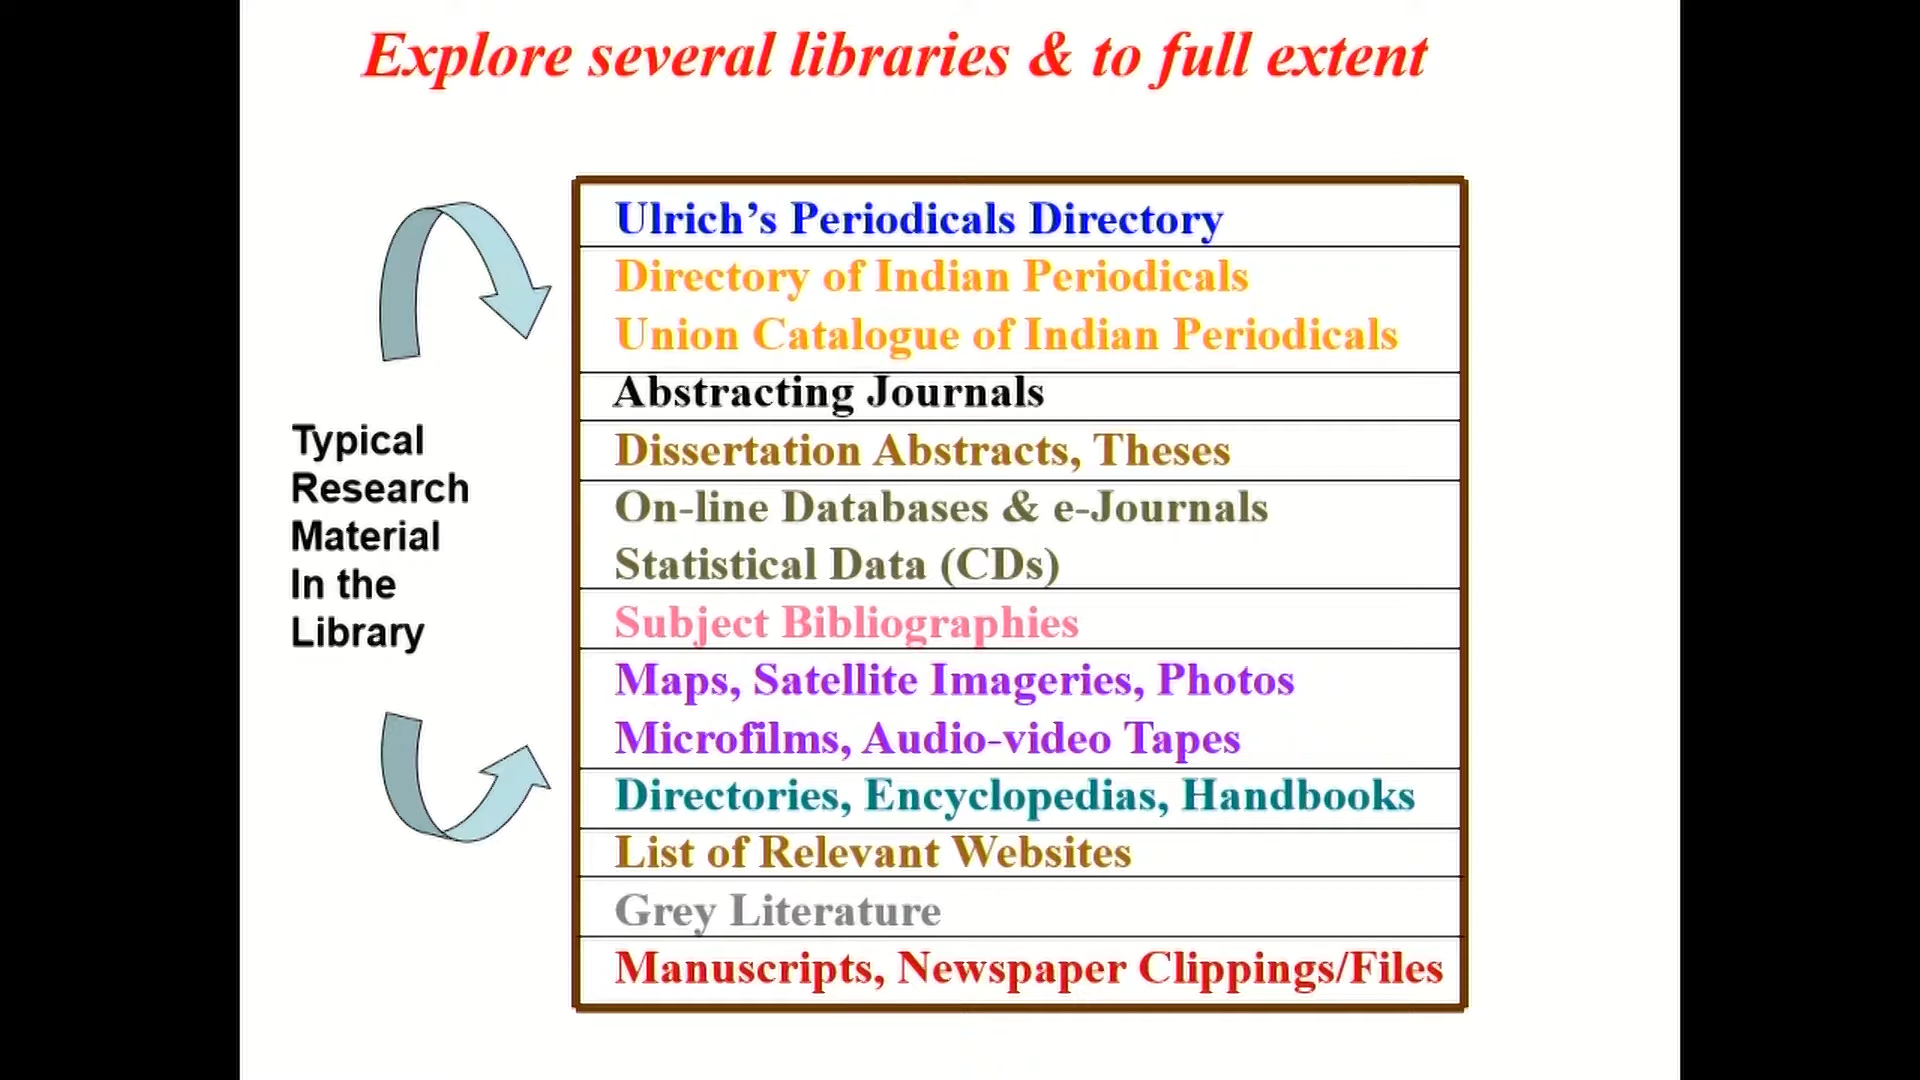 Explore several libraries & to full extent
Typical
Research
Material
In the
Library
Ulrich’s Periodicals Directory
Directory of Indian Periodicals
Union Catalogue of Indian Periodicals
Abstracting Journals
Dissertation Abstracts, Theses
On-line Databases & e-Journals
Statistical Data (CDs)
Subject Bibliographies
Maps, Satellite Imageries, Photos
Microfilms, Audio-video Tapes
Directories, Encyclopedias, Handbooks
List of Relevant Websites
Grey Literature
Manuscripts, Newspaper Clippings/Files